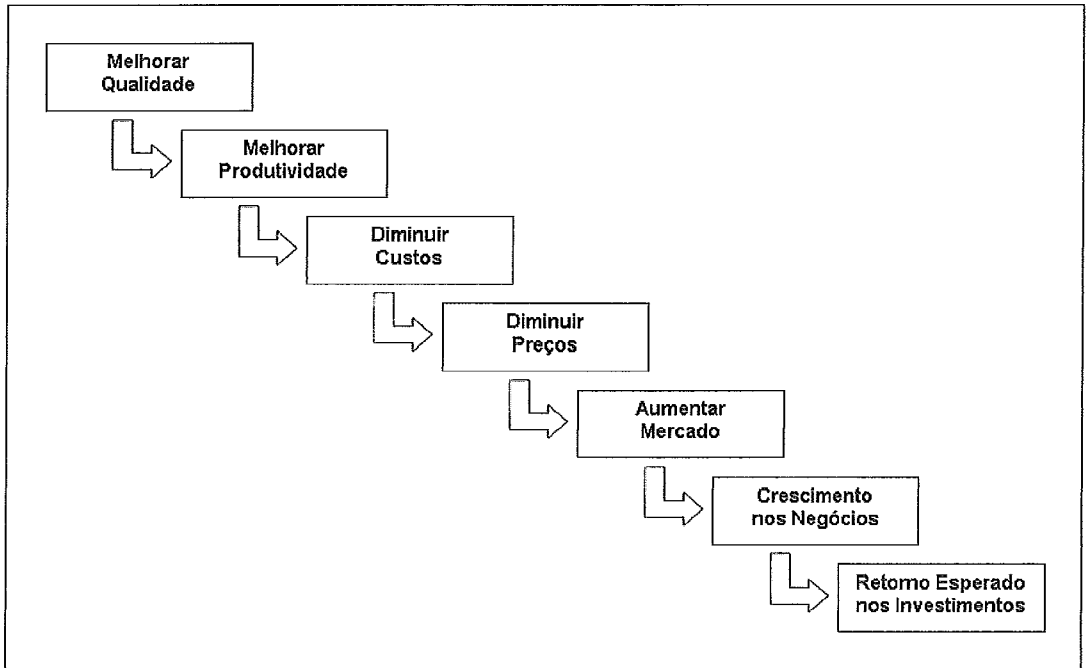 Melhorar
Qualidade
Melhorar
Produtividade
Diminuir
Custos
Diminuir
Preços
Aumentar
Mercado
Crescimento
nos Negócios
Retorno Esperado
nos Investimentos